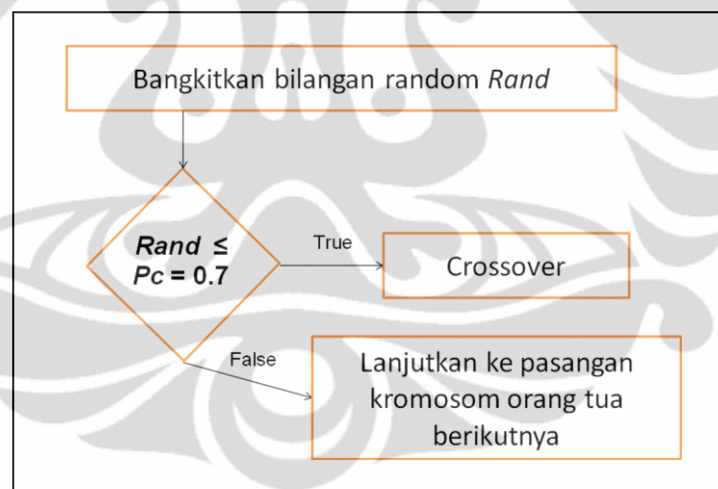 Bangkitkan bilangan random Rand
Rand ≤
Pc = 0.7
True
Crossover
False
Lanjutkan ke pasangan
kromosom orang tua
berikutnya